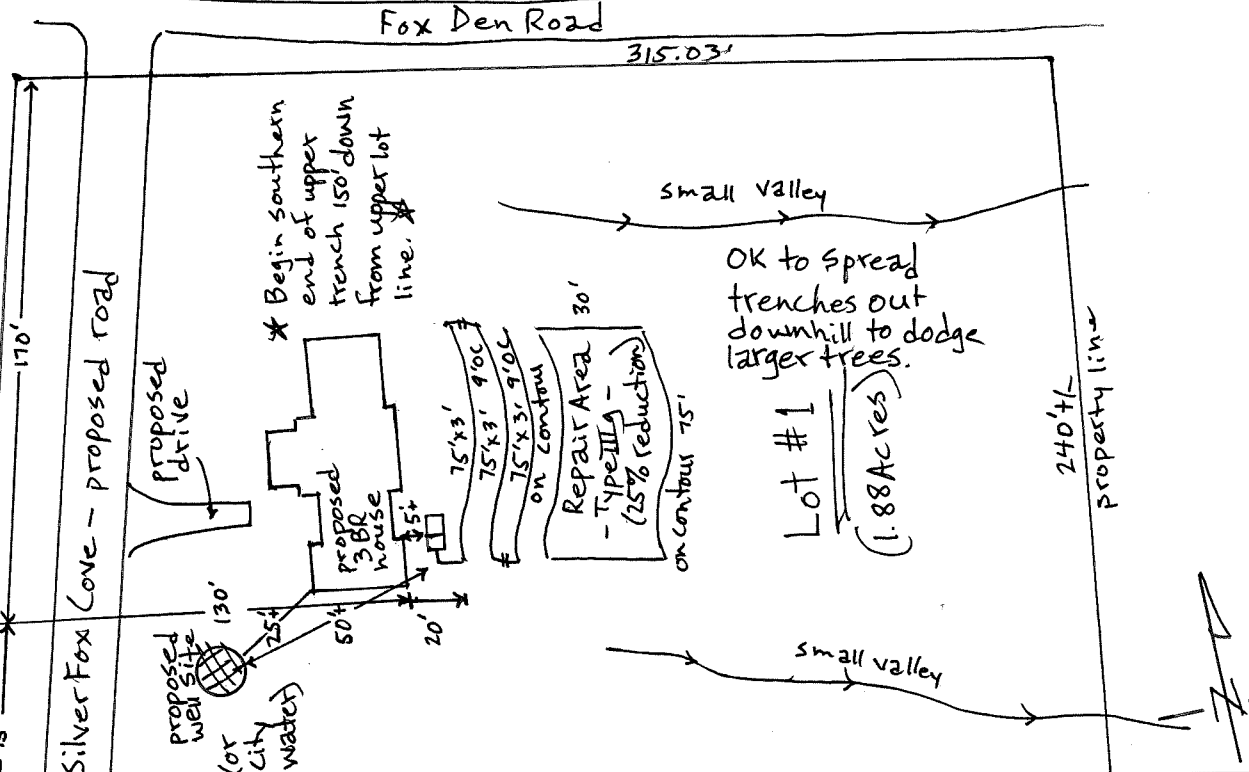 Fox Den Road
315.03'
170'
Silver Fox Cove - proposed road
proposed
drive
* Begin southern
end of upper
trench 150' down
from upper lot
line. *
small valley
OK to spread
trenches out
downhill to dodge
larger trees.
Lot #1
(1.88 Acres)
240'+/-
property line
proposed
3 BR
house
5'+
75'x3'
75'x3' 9'OC
75'x3' 9'OC
on contour
30'
Repair Area
- Type IIIg -
(25% reduction)
on contour 75'
130'
25'+
50'+
20'
proposed
well site
(or
City
water)
small valley
N